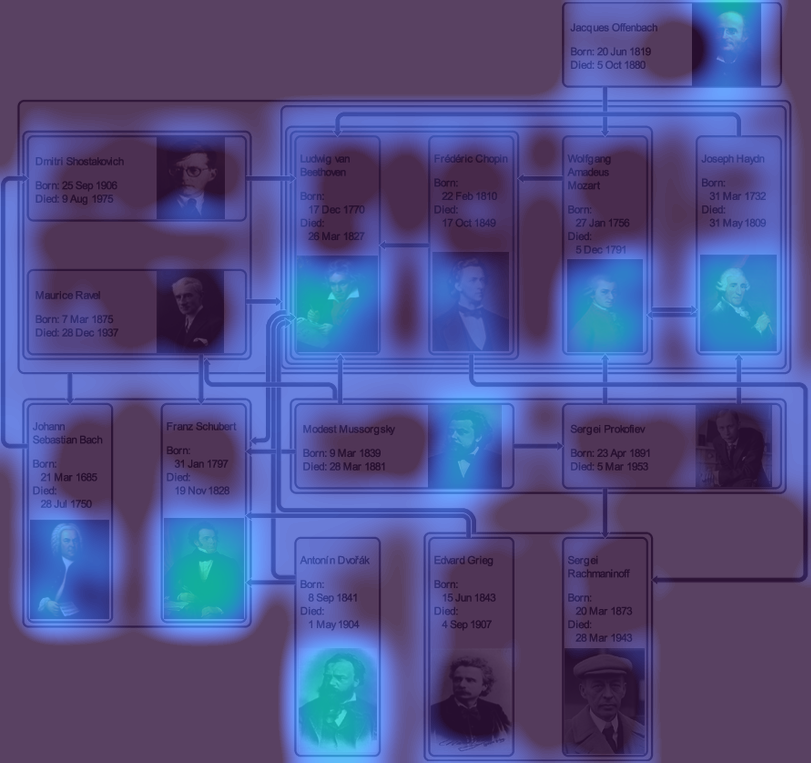 Jacques Offenbach
Born: 20 Jun 1819
Died: 5 Oct 1880
Dmitri Shostakovich
Born: 25 Sep 1906
Died: 9 Aug 1975
Ludwig van
Beethoven
Born:
17 Dec 1770
Died:
26 Mar 1827
Frédéric Chopin
Born:
22 Feb 1810
Died:
17 Oct 1849
Wolfgang
Amadeus
Mozart
Born:
27 Jan 1756
Died:
5 Dec 1791
Joseph Haydn
Born:
31 Mar 1732
Died:
31 May 1809
Maurice Ravel
Born: 7 Mar 1875
Died: 28 Dec 1937
Johann
Sebastian Bach
Born:
21 Mar 1685
Died:
28 Jul 1750
Franz Schubert
Born:
31 Jan 1797
Died:
19 Nov 1828
Modest Mussorgsky
Born: 9 Mar 1839
Died: 28 Mar 1881
Sergei Prokofiev
Born: 23 Apr 1891
Died: 5 Mar 1953
Antonín Dvořák
Born:
8 Sep 1841
Died:
1 May 1904
Edvard Grieg
Born:
15 Jun 1843
Died:
4 Sep 1907
Sergei
Rachmaninoff
Born:
20 Mar 1873
Died:
28 Mar 1943